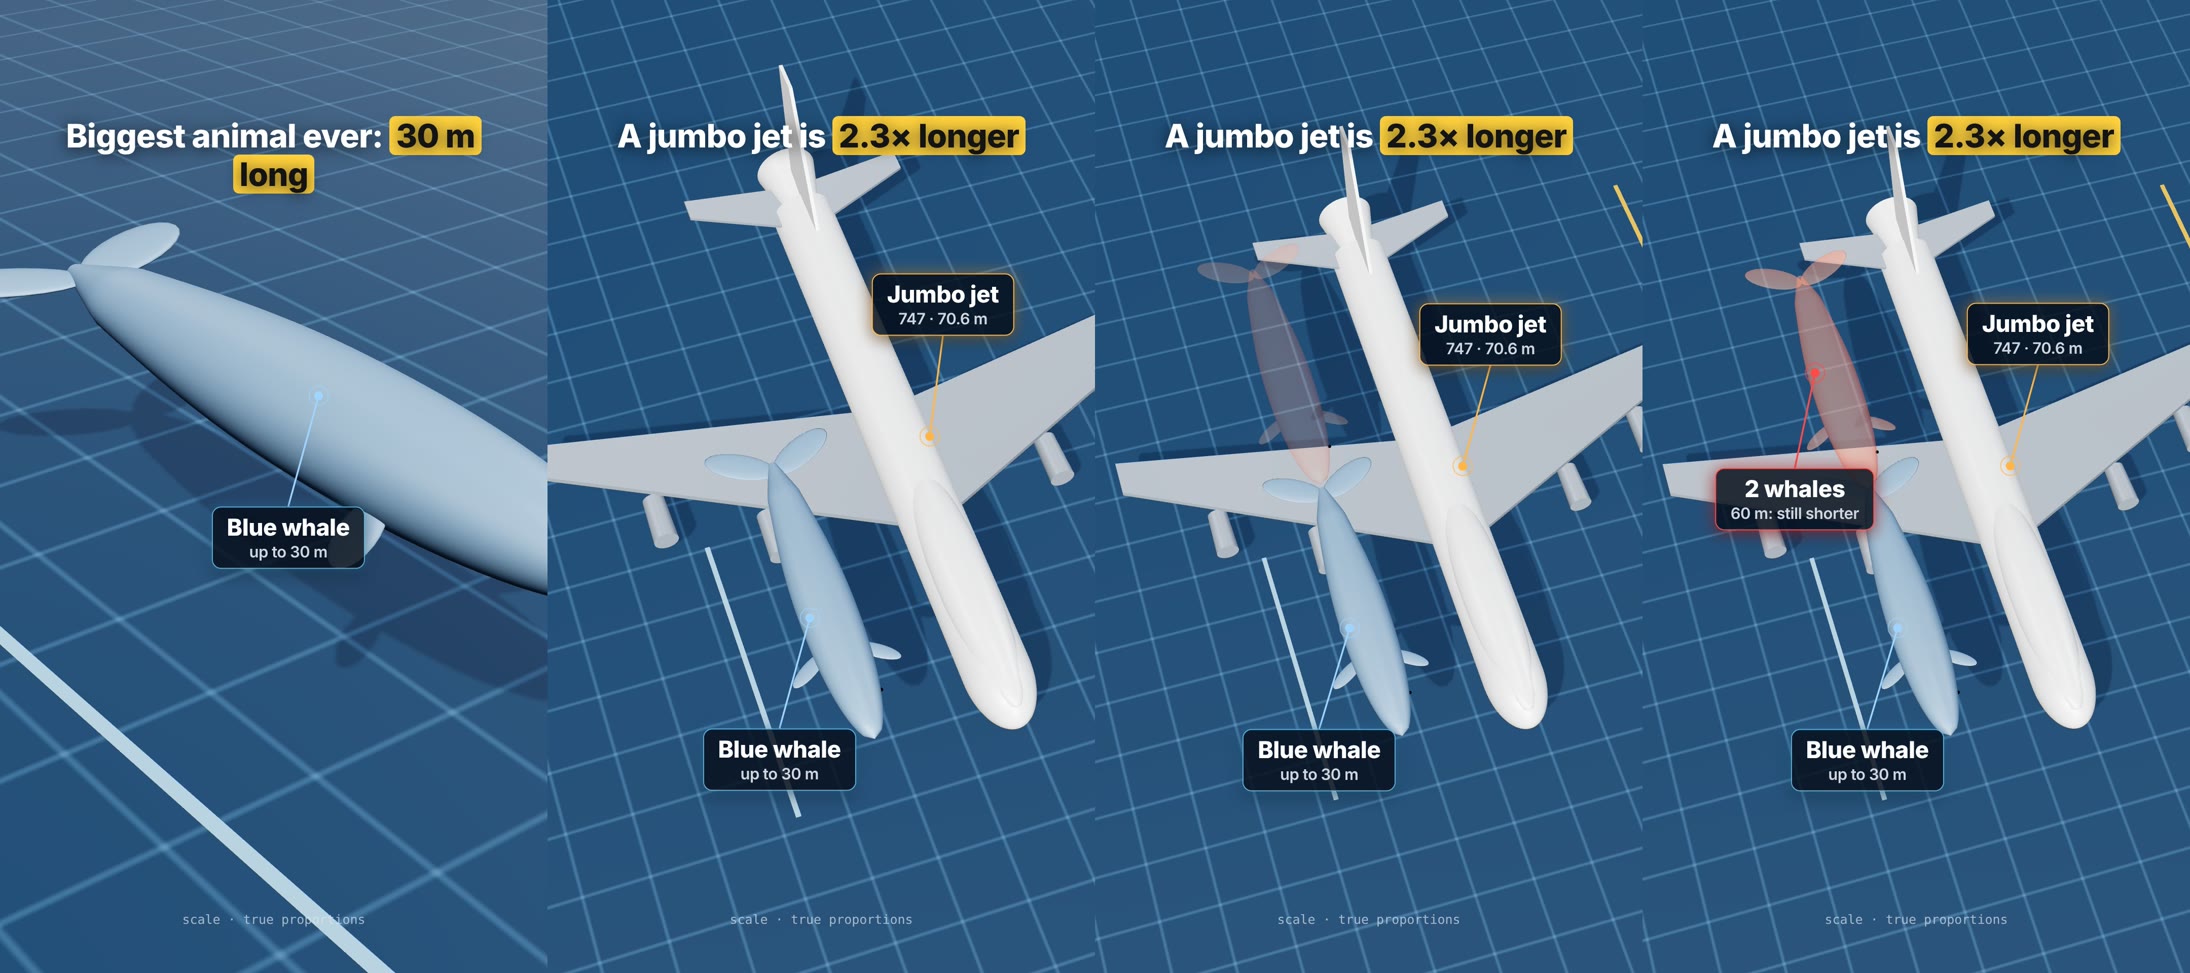 Biggest animal ever: 30 m
long
Blue whale
up to 30 m
scale · true proportions
A jumbo jet is 2.3× longer
Jumbo jet
747 · 70.6 m
Blue whale
up to 30 m
scale · true proportions
A jumbo jet is 2.3× longer
Jumbo jet
747 · 70.6 m
Blue whale
up to 30 m
scale · true proportions
A jumbo jet is 2.3× longer
Jumbo jet
747 · 70.6 m
2 whales
60 m: still shorter
Blue whale
up to 30 m
scale · true proportions